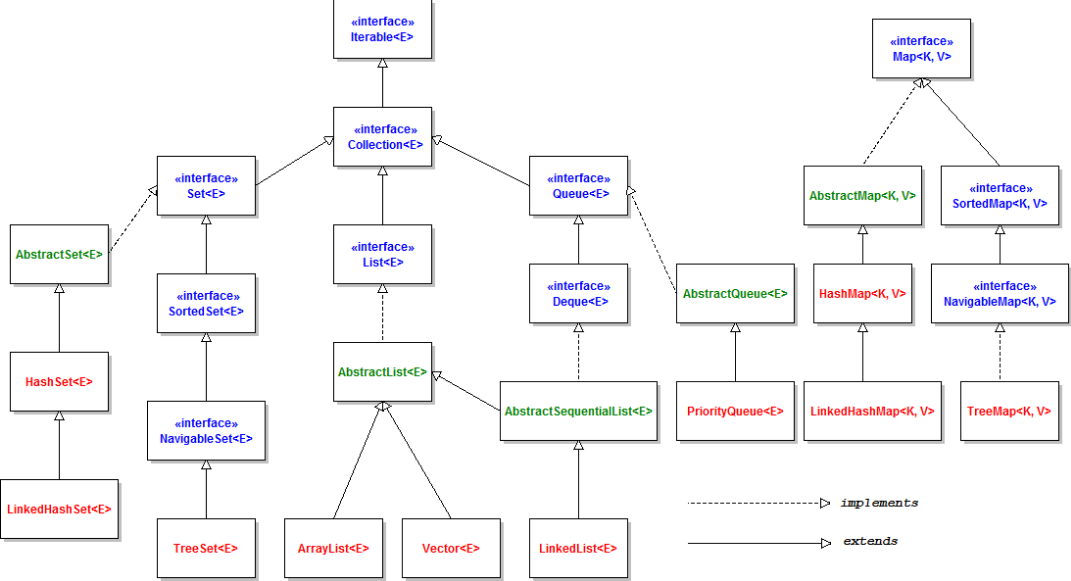 «interface»
Iterable<E>
«interface»
Map<K, V>
«interface»
Collection<E>
«interface»
Set<E>
«interface»
Queue<E>
AbstractMap<K, V>
«interface»
SortedMap<K, V>
AbstractSet<E>
«interface»
List<E>
«interface»
SortedSet<E>
«interface»
Deque<E>
AbstractQueue<E>
HashMap<K, V>
«interface»
NavigableMap<K, V>
HashSet<E>
AbstractList<E>
AbstractSequentialList<E>
PriorityQueue<E>
LinkedHashMap<K, V>
TreeMap<K, V>
«interface»
NavigableSet<E>
LinkedHashSet<E>
implements
TreeSet<E>
ArrayList<E>
Vector<E>
LinkedList<E>
extends